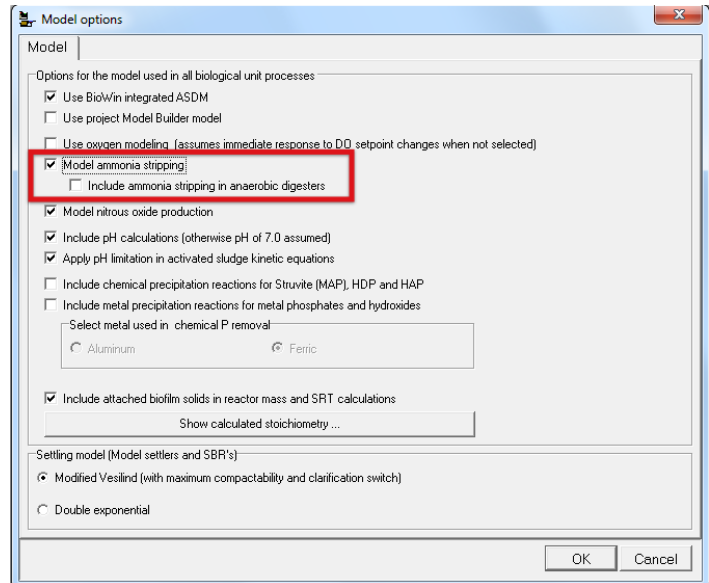 Model options
Model
Options for the model used in all biological unit processes
Use BioWin integrated ASDM
Use project Model Builder model
Use oxygen modeling (assumes immediate response to DO setpoint changes when not selected)
Model ammonia stripping
Include ammonia stripping in anaerobic digesters
Model nitrous oxide production
Include pH calculations (otherwise pH of 7.0 assumed)
Apply pH limitation in activated sludge kinetic equations
Include chemical precipitation reactions for Struvite (MAP), HDP and HAP
Include metal precipitation reactions for metal phosphates and hydroxides
Select metal used in chemical P removal
Aluminum Ferric
Include attached biofilm solids in reactor mass and SRT calculations
Show calculated stoichiometry ...
Settling model (Model settlers and SBR's)
Modified Vesilind (with maximum compactability and clarification switch)
Double exponential
OK Cancel